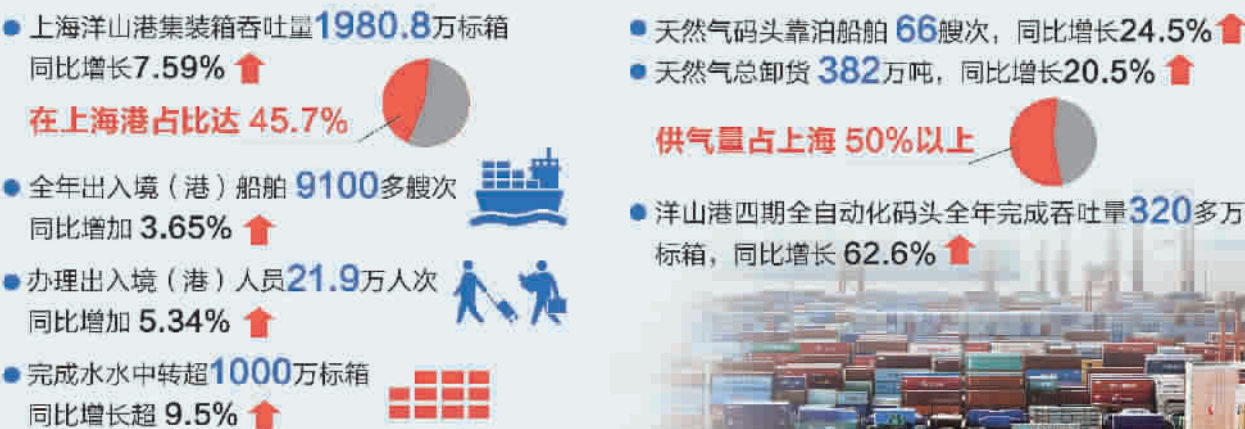 上海洋山港集装箱吞吐量1980.8万标箱
同比增长7.59%
在上海港占比达 45.7%
全年出入境（港）船舶 9100多艘次
同比增加 3.65%
办理出入境（港）人员21.9万人次
同比增加 5.34%
完成水水中转超1000万标箱
同比增长超 9.5%
天然气码头靠泊船舶 66艘次，同比增长24.5%
天然气总卸货 382万吨，同比增长20.5%
供气量占上海 50%以上
洋山港四期全自动化码头全年完成吞吐量320多万
标箱，同比增长 62.6%